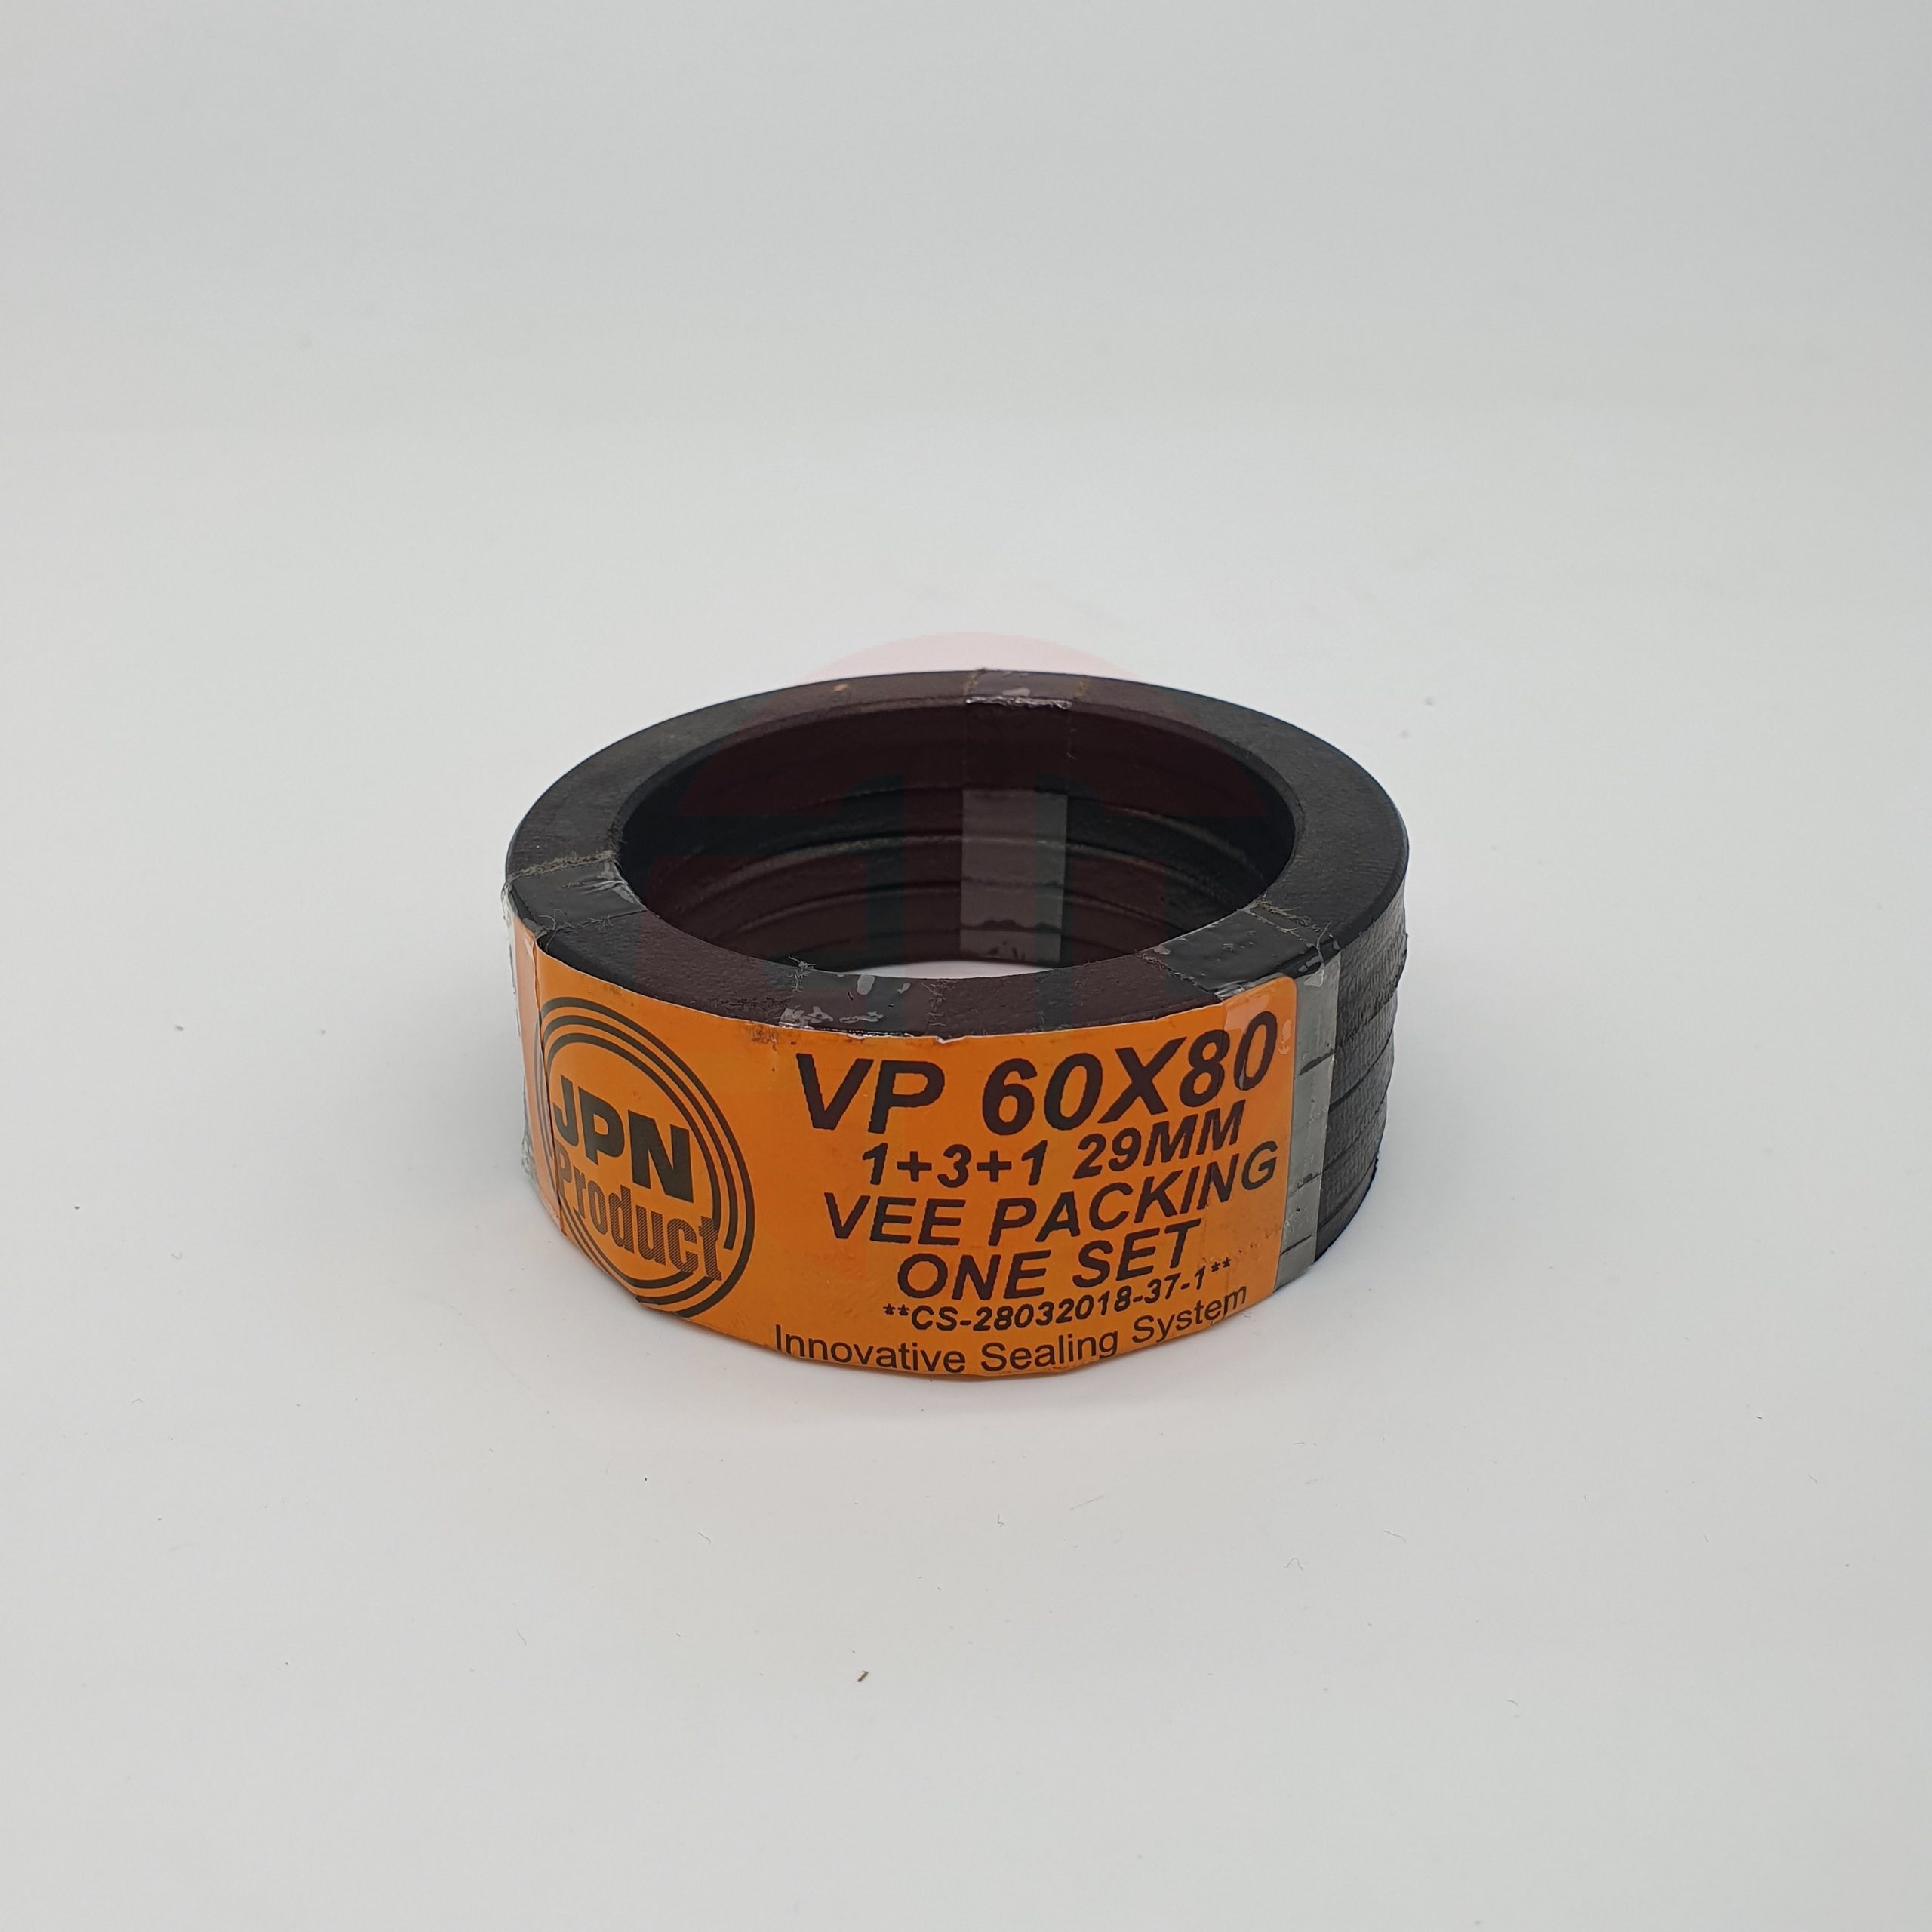 JPN
Product
VP 60X80
1+3+1 29MM
VEE PACKING
ONE SET
**CS-28032018-37-1**
Innovative Sealing System